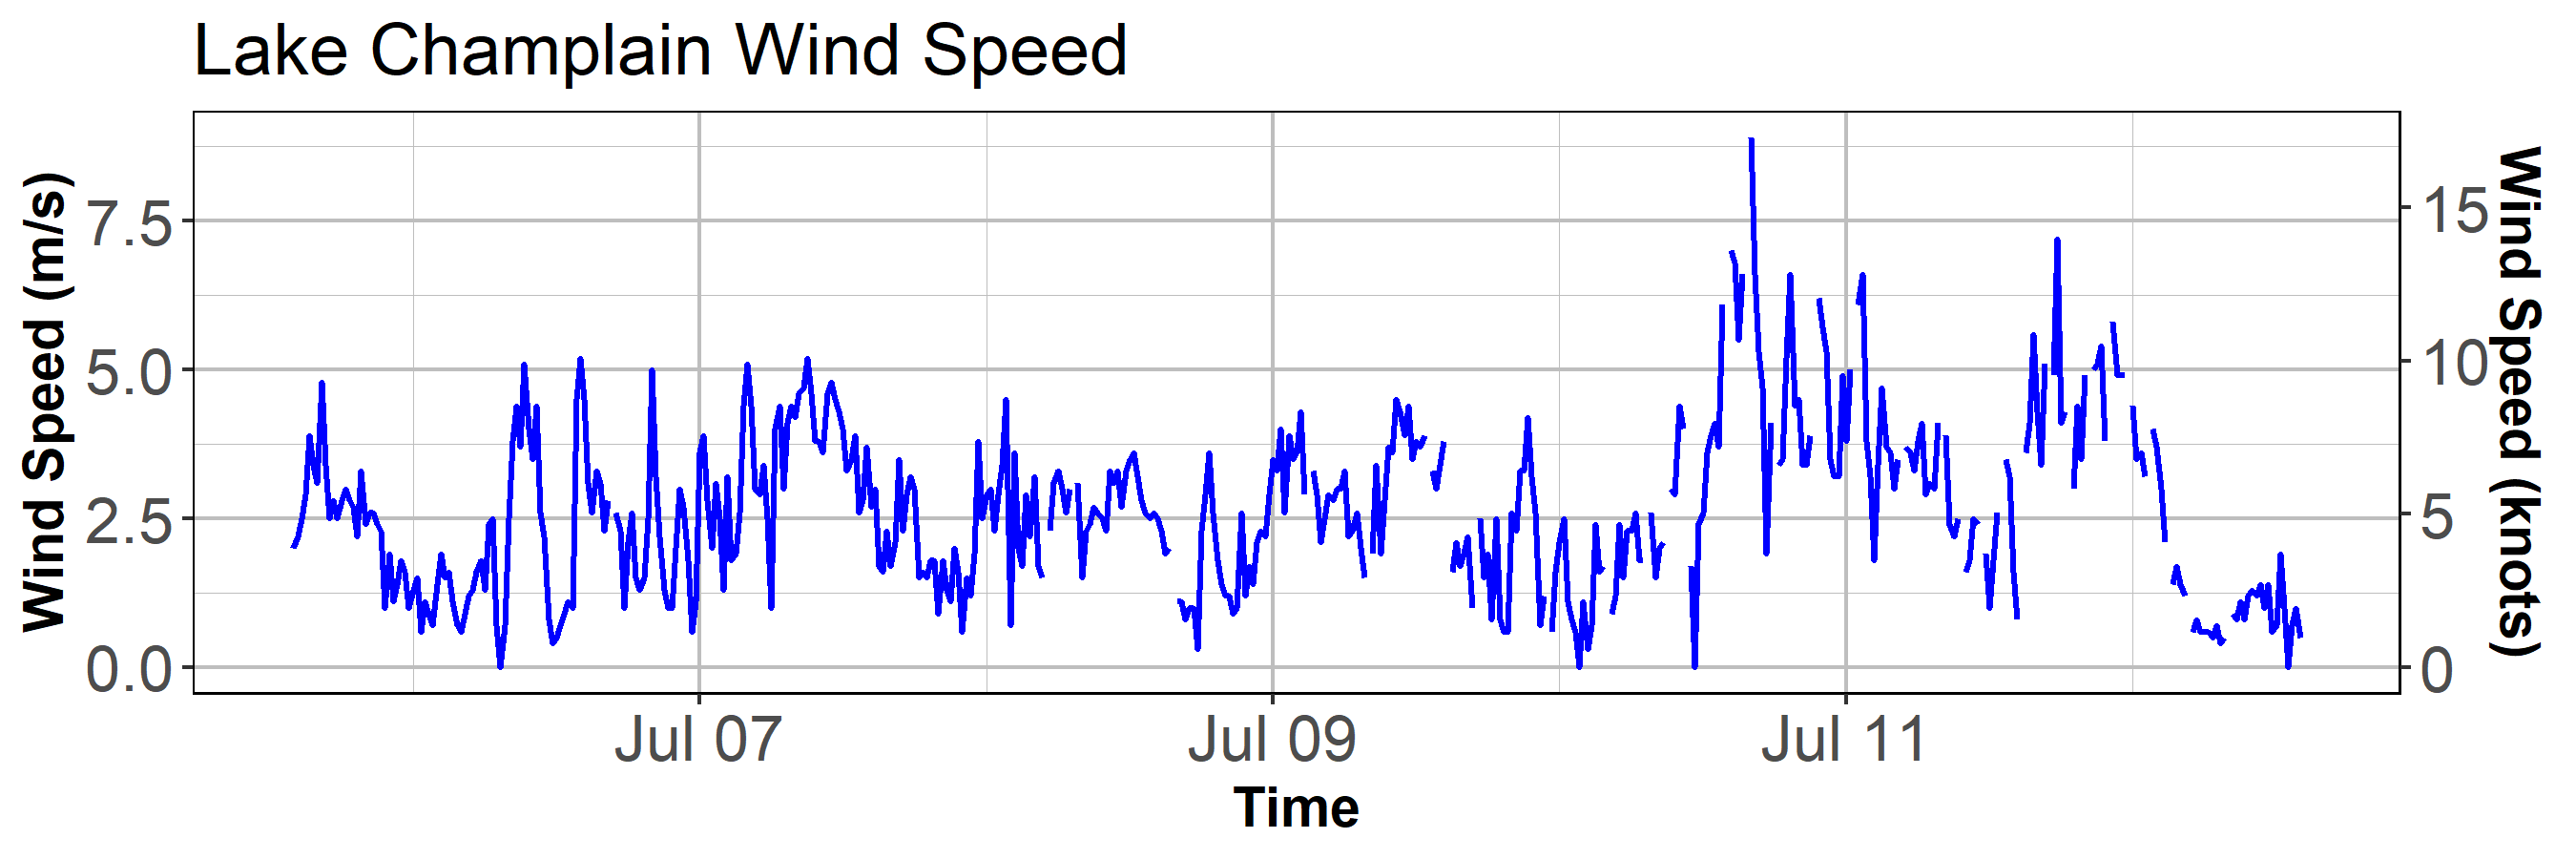 Lake Champlain Wind Speed
Wind Speed (m/s)
7.5
5.0
2.5
0.0
15
10
5
0
Wind Speed (knots)
Jul 07
Jul 09
Jul 11
Time